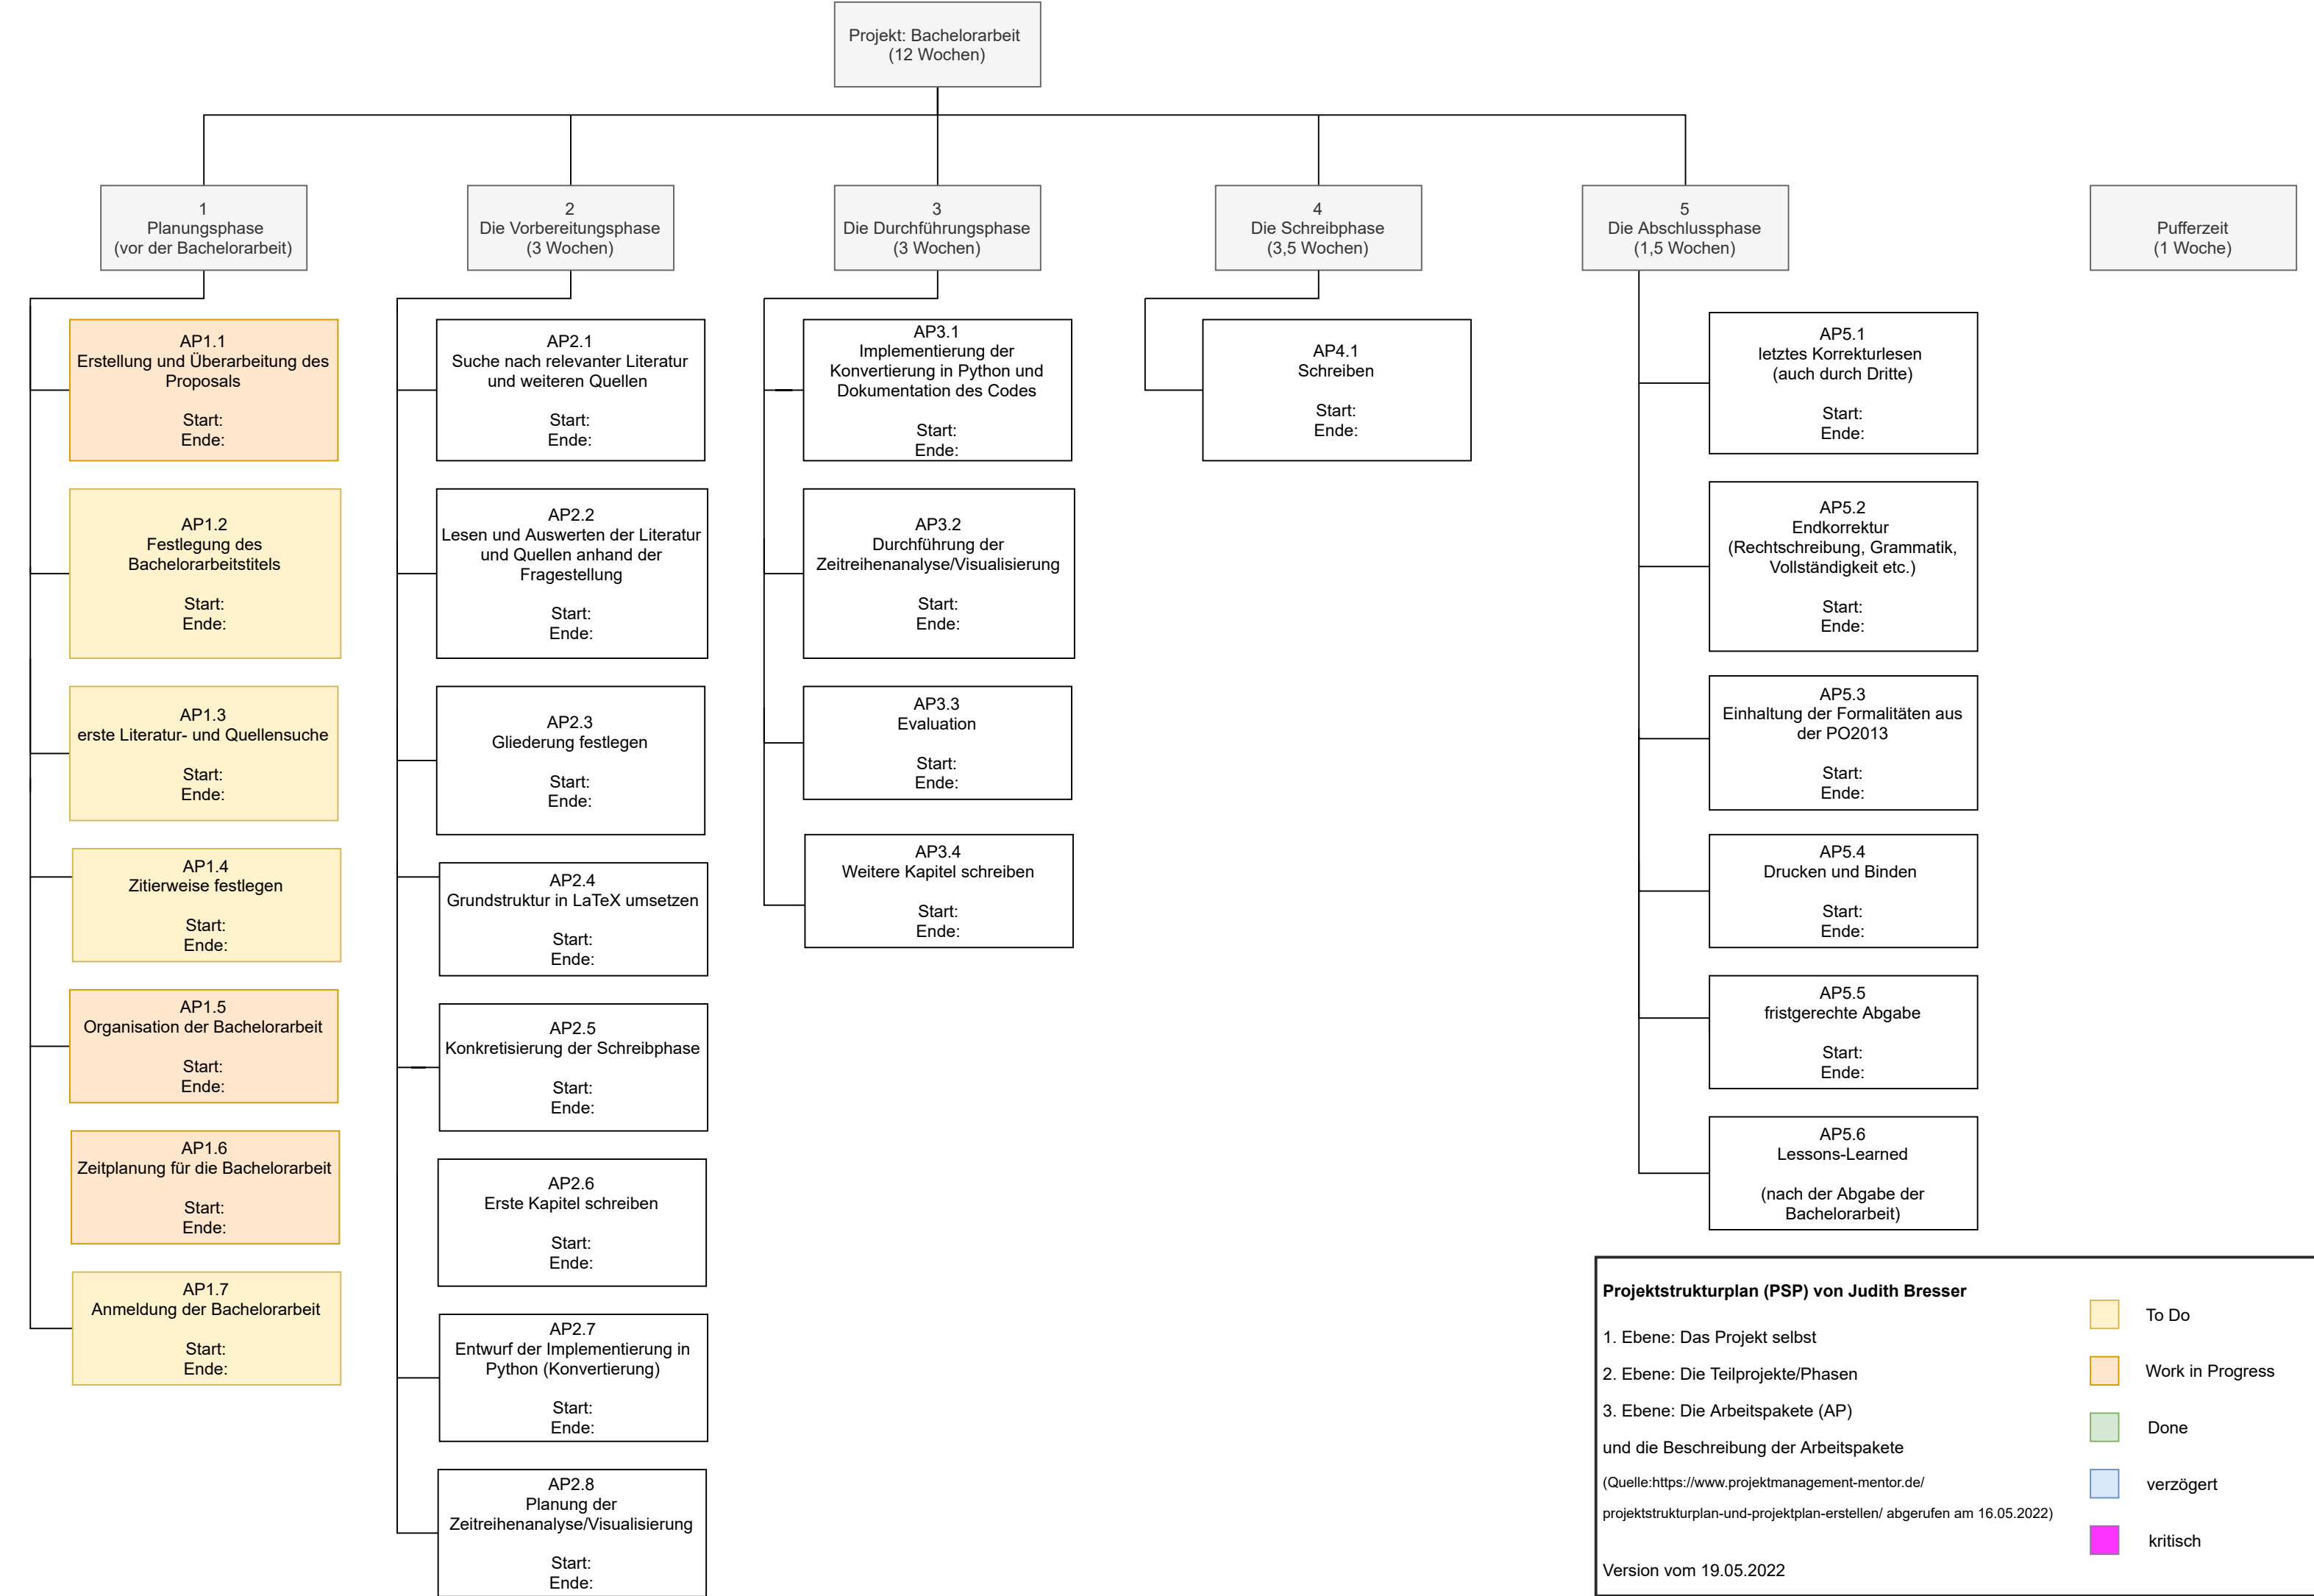 Projekt: Bachelorarbeit
(12 Wochen)
1
Planungsphase
(vor der Bachelorarbeit)
2
Die Vorbereitungsphase
(3 Wochen)
3
Die Durchführungsphase
(3 Wochen)
4
Die Schreibphase
(3,5 Wochen)
5
Die Abschlussphase
(1,5 Wochen)
Pufferzeit
(1 Woche)
AP1.1
Erstellung und Überarbeitung des
Proposals
Start:
Ende:
AP1.2
Festlegung des
Bachelorarbeitstitels
Start:
Ende:
AP1.3
erste Literatur- und Quellensuche
Start:
Ende:
AP1.4
Zitierweise festlegen
Start:
Ende:
AP1.5
Organisation der Bachelorarbeit
Start:
Ende:
AP1.6
Zeitplanung für die Bachelorarbeit
Start:
Ende:
AP1.7
Anmeldung der Bachelorarbeit
Start:
Ende:
AP2.1
Suche nach relevanter Literatur
und weiteren Quellen
Start:
Ende:
AP2.2
Lesen und Auswerten der Literatur
und Quellen anhand der
Fragestellung
Start:
Ende:
AP2.3
Gliederung festlegen
Start:
Ende:
AP2.4
Grundstruktur in LaTeX umsetzen
Start:
Ende:
AP2.5
Konkretisierung der Schreibphase
Start:
Ende:
AP2.6
Erste Kapitel schreiben
Start:
Ende:
AP2.7
Entwurf der Implementierung in
Python (Konvertierung)
Start:
Ende:
AP2.8
Planung der
Zeitreihenanalyse/Visualisierung
Start:
Ende:
AP3.1
Implementierung der
Konvertierung in Python und
Dokumentation des Codes
Start:
Ende:
AP3.2
Durchführung der
Zeitreihenanalyse/Visualisierung
Start:
Ende:
AP3.3
Evaluation
Start:
Ende:
AP3.4
Weitere Kapitel schreiben
Start:
Ende:
AP4.1
Schreiben
Start:
Ende:
AP5.1
letztes Korrekturlesen
(auch durch Dritte)
Start:
Ende:
AP5.2
Endkorrektur
(Rechtschreibung, Grammatik,
Vollständigkeit etc.)
Start:
Ende:
AP5.3
Einhaltung der Formalitäten aus
der PO2013
Start:
Ende:
AP5.4
Drucken und Binden
Start:
Ende:
AP5.5
fristgerechte Abgabe
Start:
Ende:
AP5.6
Lessons-Learned
(nach der Abgabe der
Bachelorarbeit)
Projektstrukturplan (PSP) von Judith Bresser
1. Ebene: Das Projekt selbst
2. Ebene: Die Teilprojekte/Phasen
3. Ebene: Die Arbeitspakete (AP)
und die Beschreibung der Arbeitspakete
(Quelle:https://www.projektmanagement-mentor.de/
projektstrukturplan-und-projektplan-erstellen/ abgerufen am 16.05.2022)
Version vom 19.05.2022
To Do
Work in Progress
Done
verzögert
kritisch